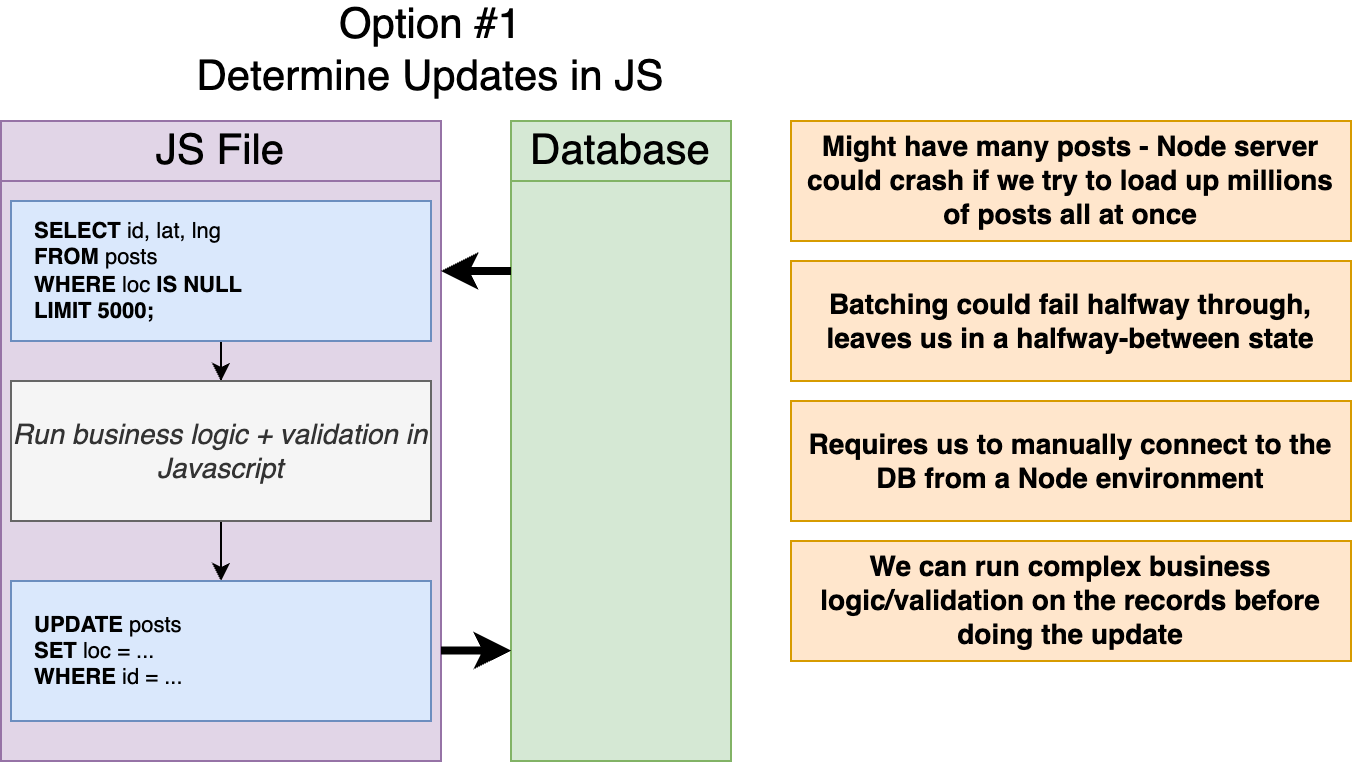 Option #1
Determine Updates in JS
JS File
Database
SELECT id, lat, lng
FROM posts
WHERE loc IS NULL
LIMIT 5000;
Run business logic + validation in
Javascript
UPDATE posts
SET loc = ...
WHERE id = ...
Might have many posts - Node server
could crash if we try to load up millions
of posts all at once
Batching could fail halfway through,
leaves us in a halfway-between state
Requires us to manually connect to the
DB from a Node environment
We can run complex business
logic/validation on the records before
doing the update